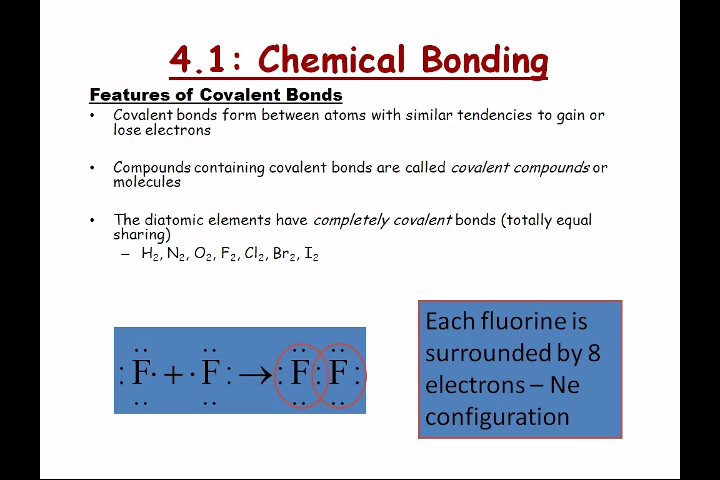 4.1: Chemical Bonding
Features of Covalent Bonds
• Covalent bonds form between atoms with similar tendencies to gain or
lose electrons
• Compounds containing covalent bonds are called covalent compounds or
molecules
• The diatomic elements have completely covalent bonds (totally equal
sharing)
– H₂, N₂, O₂, F₂, Cl₂, Br₂, I₂
:F· + ·F: → :F:F:
Each fluorine is
surrounded by 8
electrons – Ne
configuration